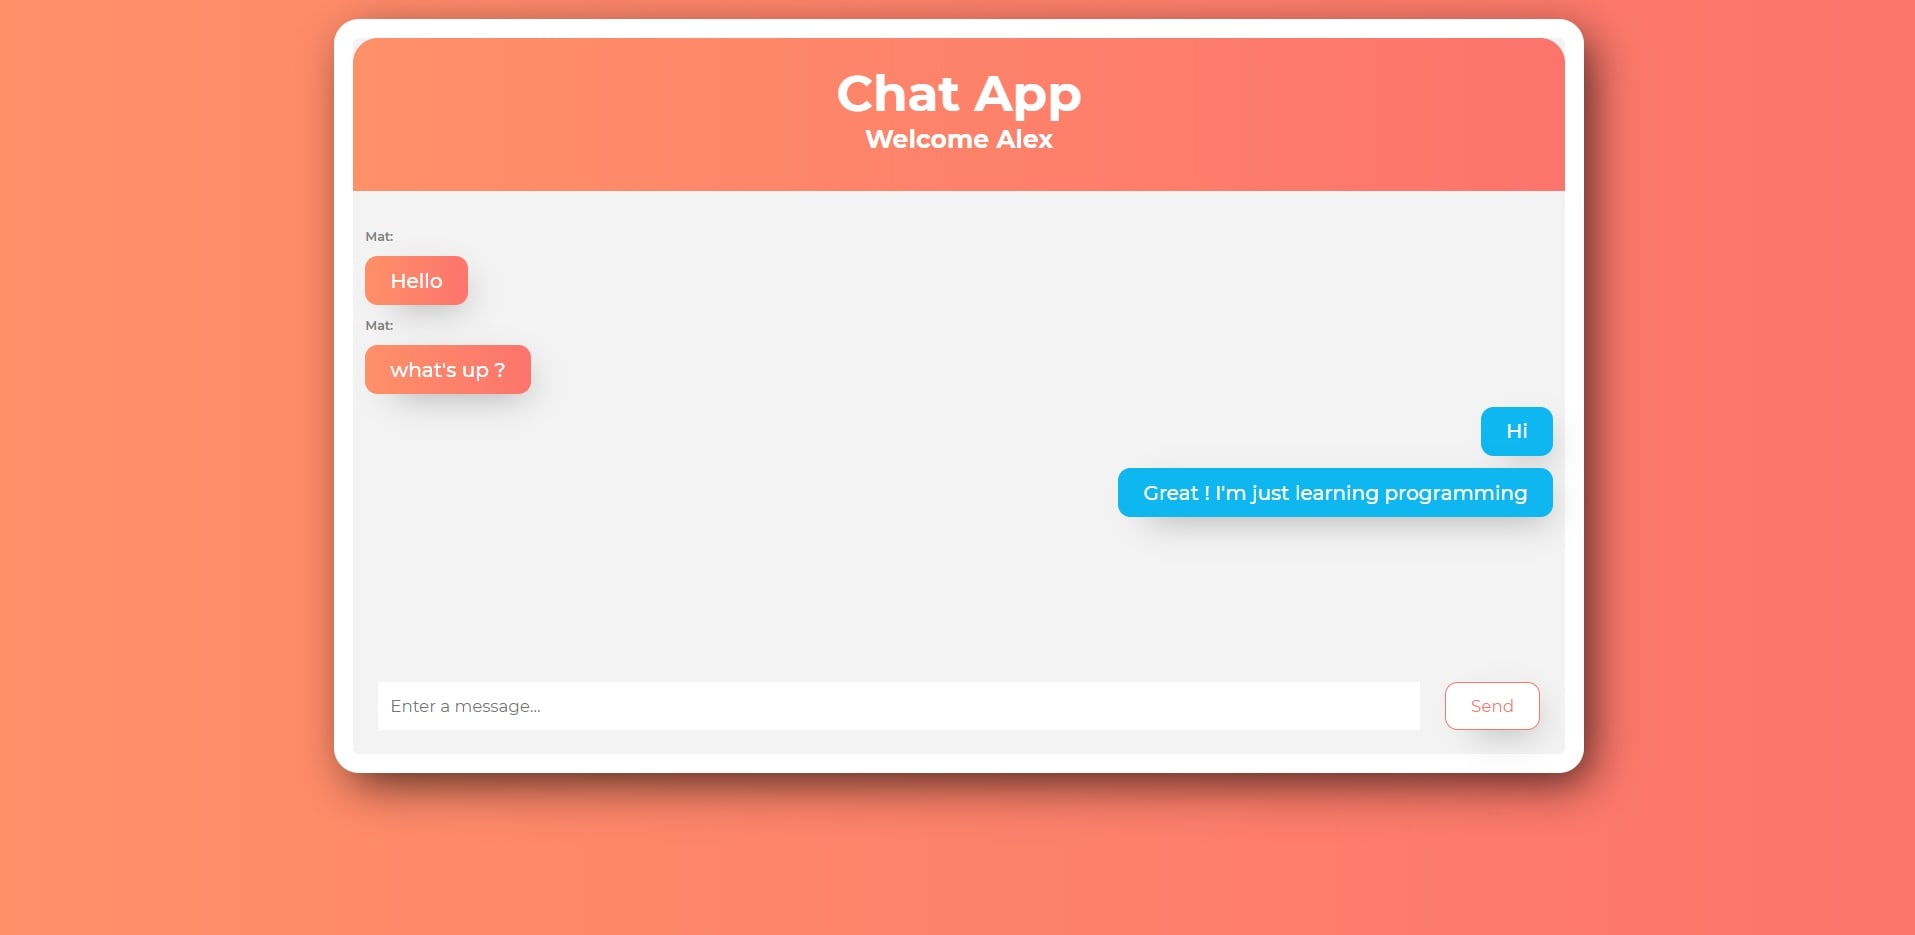 Chat App
Welcome Alex
Mat:
Hello
Mat:
what's up ?
Hi
Great ! I'm just learning programming
Enter a message...
Send